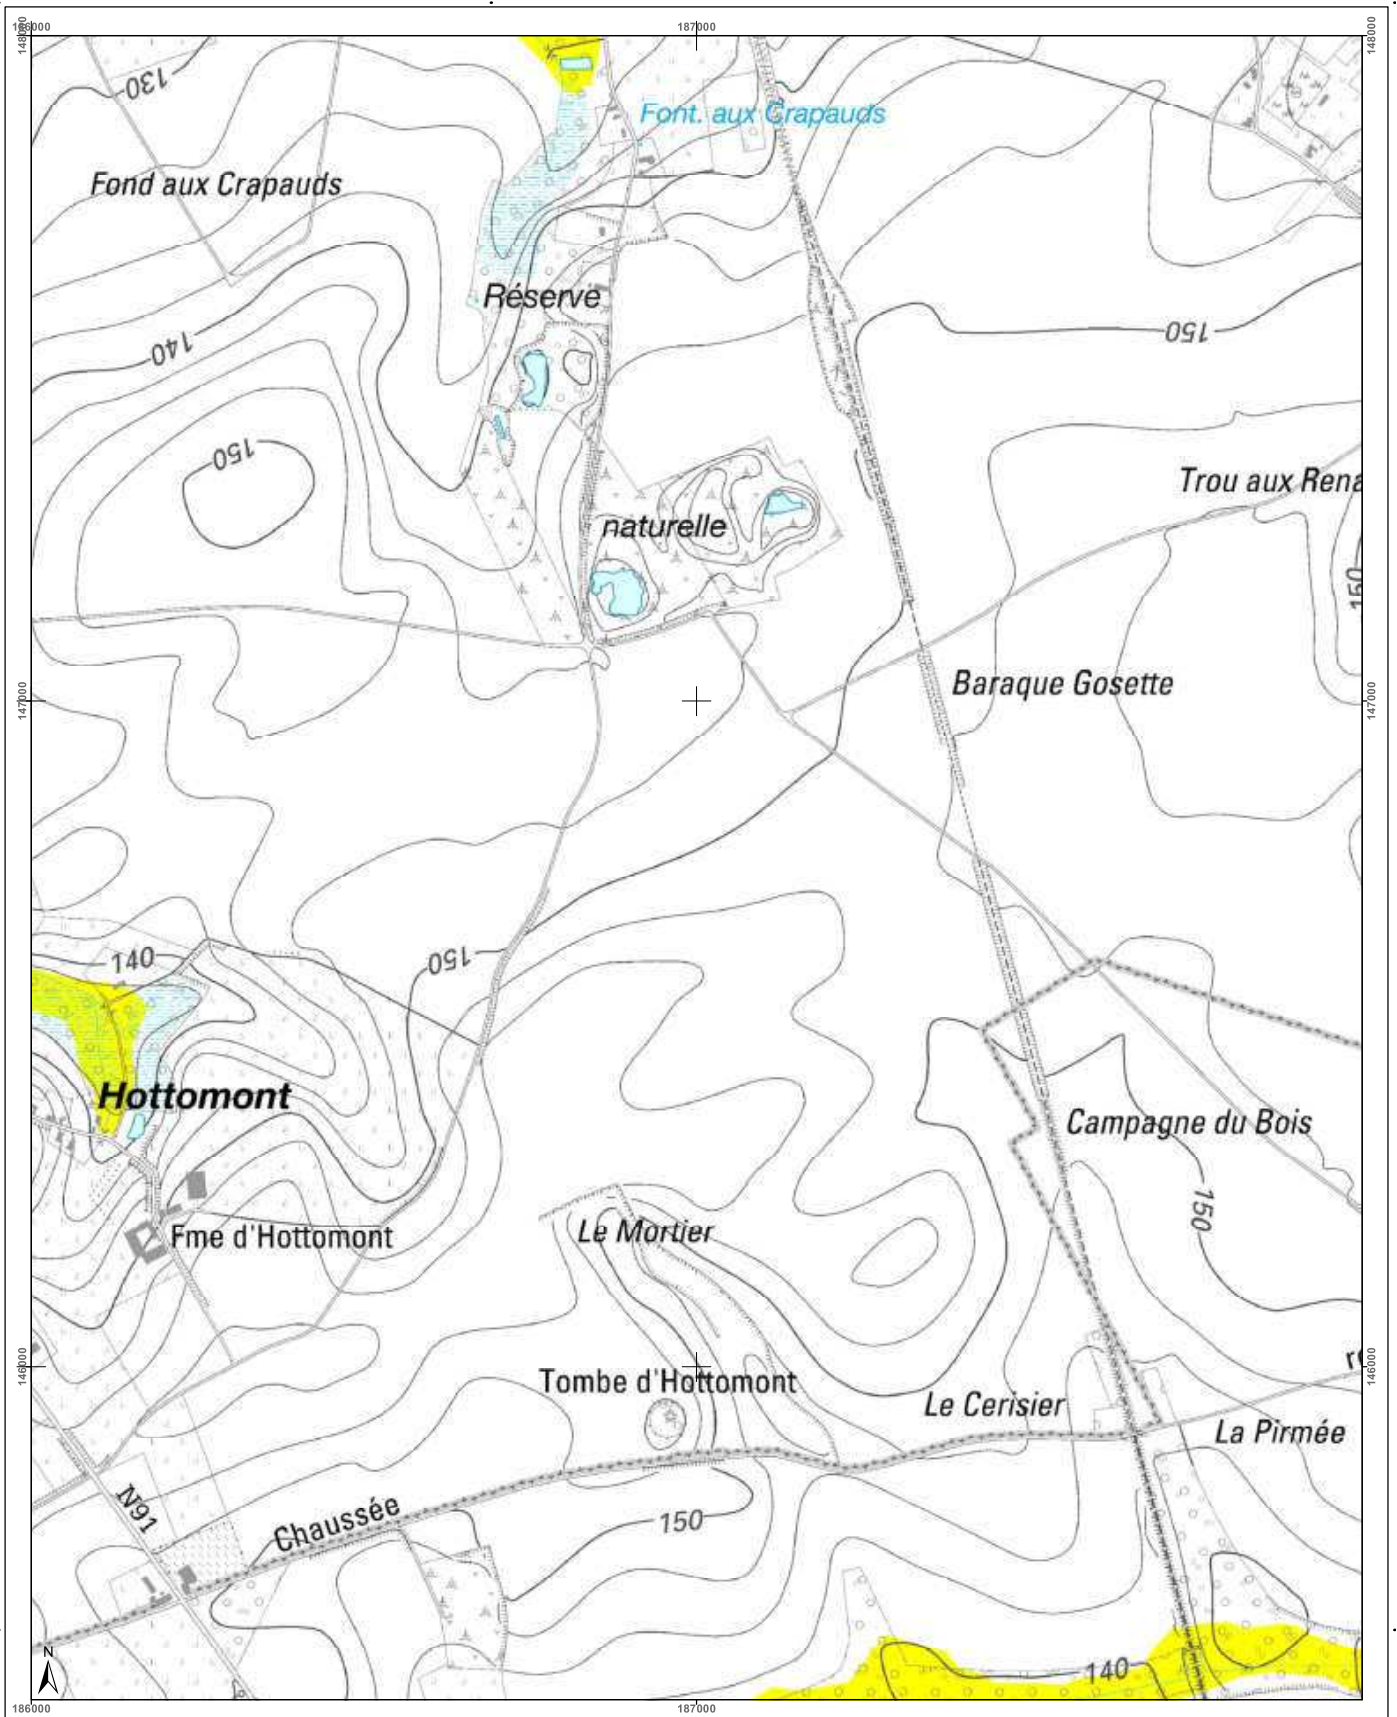 186000
187000
148000
148000
130
Font. aux Crapauds
Fond aux Crapauds
Réserve
150
140
150
Trou aux Rena
naturelle
150
Baraque Gosette
147000
147000
140
150
Hottomont
Campagne du Bois
150
Le Mortier
Fme d'Hottomont
146000
146000
Tombe d'Hottomont
Le Cerisier
La Pirmée
N91
Chaussée
150
N
140
186000
187000